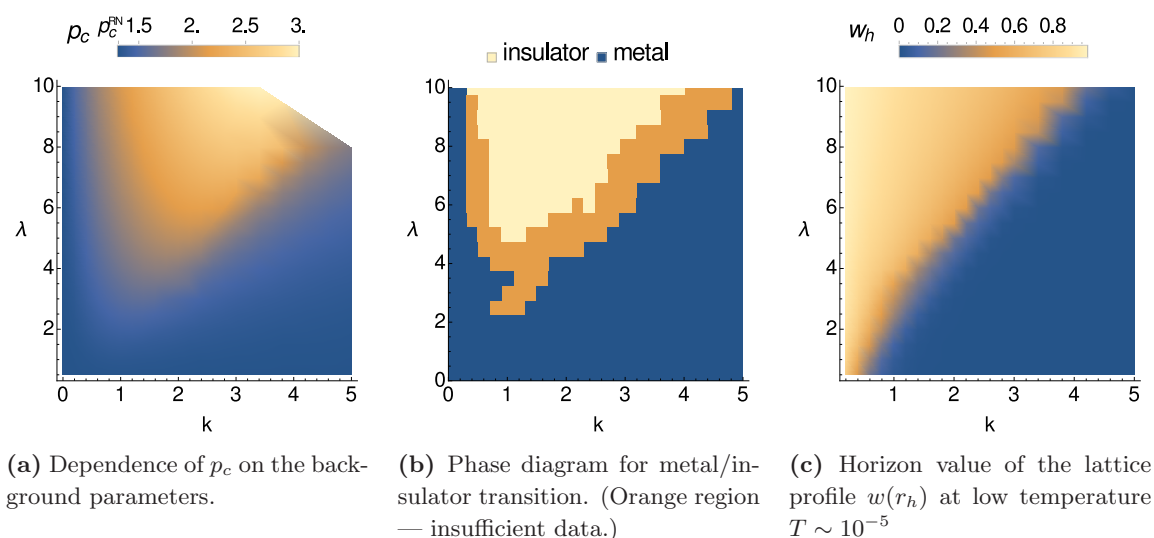 p_c p_c^RN 1.5 2. 2.5 3.
10
8
6
λ
4
2
0 1 2 3 4 5
k
(a) Dependence of p_c on the back-
ground parameters.
insulator metal
10
8
6
λ
4
2
0
0 1 2 3 4 5
k
(b) Phase diagram for metal/in-
sulator transition. (Orange region
— insufficient data.)
w_h 0 0.2 0.4 0.6 0.8
10
8
6
λ
4
2
1 2 3 4 5
k
(c) Horizon value of the lattice
profile w(r_h) at low temperature
T ∼ 10^−5